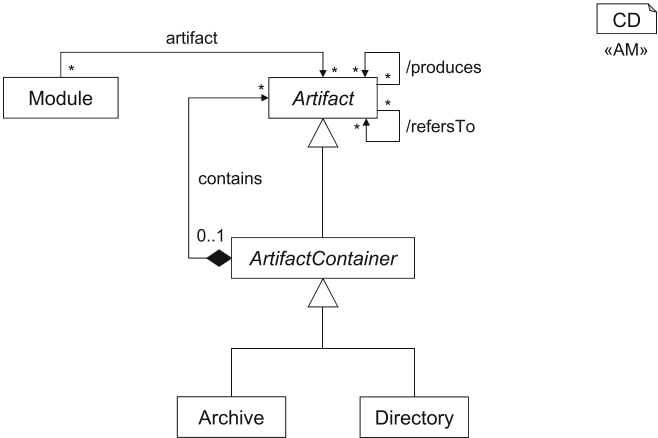 artifact
CD
«AM»
*
*
*
*
/produces
*
Module
*
Artifact
*
*
/refersTo
contains
0..1
ArtifactContainer
Archive
Directory